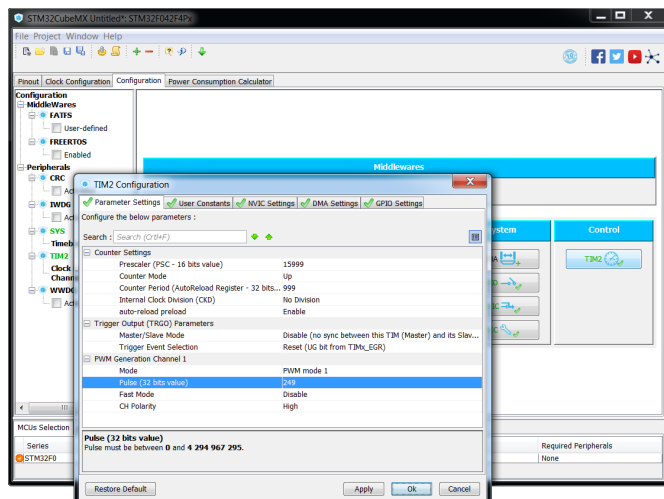 STM32CubeMX Untitled*: STM32F042F4Px
File Project Window Help
Pinout Clock Configuration Configuration Power Consumption Calculator
Configuration
MiddleWares
FATFS
User-defined
FREERTOS
Enabled
Peripherals
CRC
IWDG
SYS
TIM2
Clock
Middlewares
Control
TIM2
TIM2 Configuration
Parameter Settings User Constants NVIC Settings DMA Settings GPIO Settings
Configure the below parameters :
Search : Search (Crtl+F)
Counter Settings
Prescaler (PSC - 16 bits value) 15999
Counter Mode Up
Counter Period (AutoReload Register - 32 bits... 999
Internal Clock Division (CKD) No Division
auto-reload preload Enable
Trigger Output (TRGO) Parameters
Master/Slave Mode Disable (no sync between this TIM (Master) and its Slav...
Trigger Event Selection Reset (UG bit from TIMx_EGR)
PWM Generation Channel 1
Mode PWM mode 1
Pulse (32 bits value) 249
Fast Mode Disable
CH Polarity High
Pulse (32 bits value)
Pulse must be between 0 and 4 294 967 295.
Restore Default Apply Ok Cancel
MCUs Selection
Series Required Peripherals
STM32F0 None